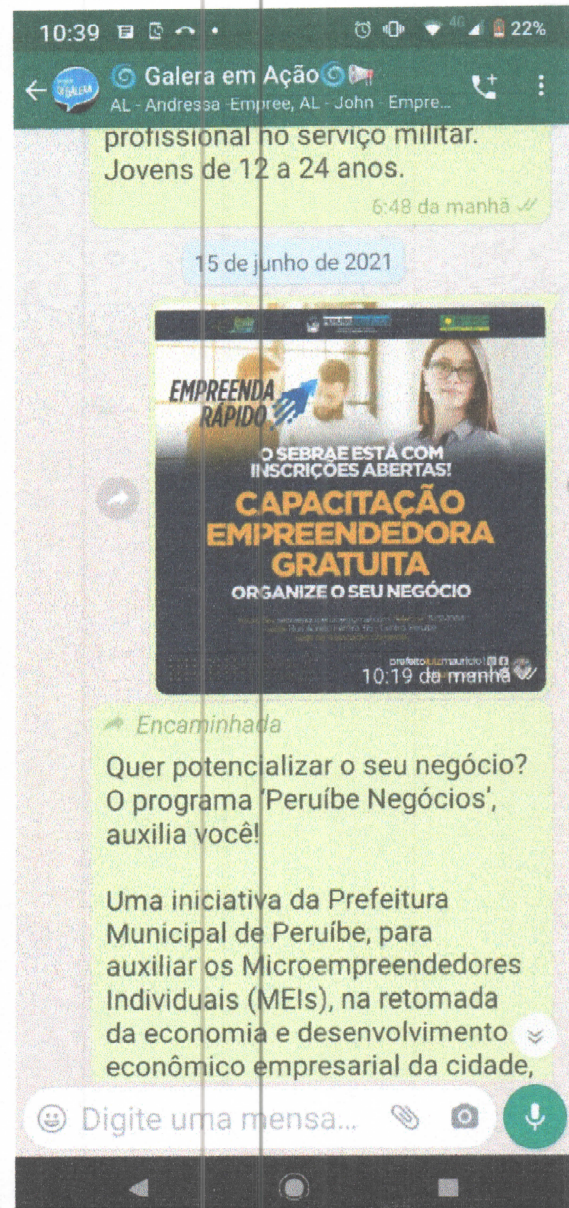 10:39
4G
22%
Galera em Ação
AL - Andressa -Empree, AL - John - Empre...
profissional no serviço militar.
Jovens de 12 a 24 anos.
6:48 da manhã
15 de junho de 2021
EMPREENDA
RÁPIDO
O SEBRAE ESTÁ COM
INSCRIÇÕES ABERTAS!
CAPACITAÇÃO
EMPREENDEDORA
GRATUITA
ORGANIZE O SEU NEGÓCIO
prefeitoluizmauricio
10:19 da manhã
Encaminhada
Quer potencializar o seu negócio?
O programa 'Peruíbe Negócios',
auxilia você!
Uma iniciativa da Prefeitura
Municipal de Peruíbe, para
auxiliar os Microempreendedores
Individuais (MEIs), na retomada
da economia e desenvolvimento
econômico empresarial da cidade,
Digite uma mensa...